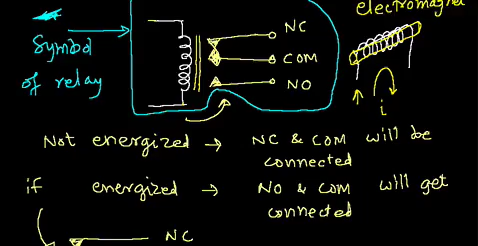 electromagnet
Symbol
of relay
NC
COM
NO
i
Not energized → NC & COM will be
connected
if energized → NO & COM will get
connected
NC